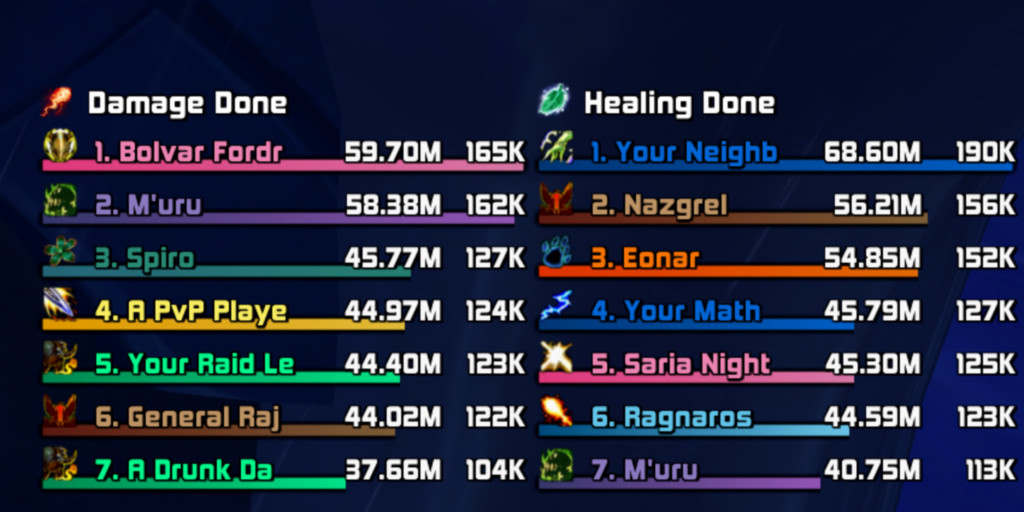 Damage Done
1. Bolvar Fordr 59.70M 165K
2. M'uru 58.38M 162K
3. Spiro 45.77M 127K
4. A PvP Playe 44.97M 124K
5. Your Raid Le 44.40M 123K
6. General Raj 44.02M 122K
7. A Drunk Da 37.66M 104K
Healing Done
1. Your Neighb 68.60M 190K
2. Nazgrel 56.21M 156K
3. Eonar 54.85M 152K
4. Your Math 45.79M 127K
5. Saria Night 45.30M 125K
6. Ragnaros 44.59M 123K
7. M'uru 40.75M 113K